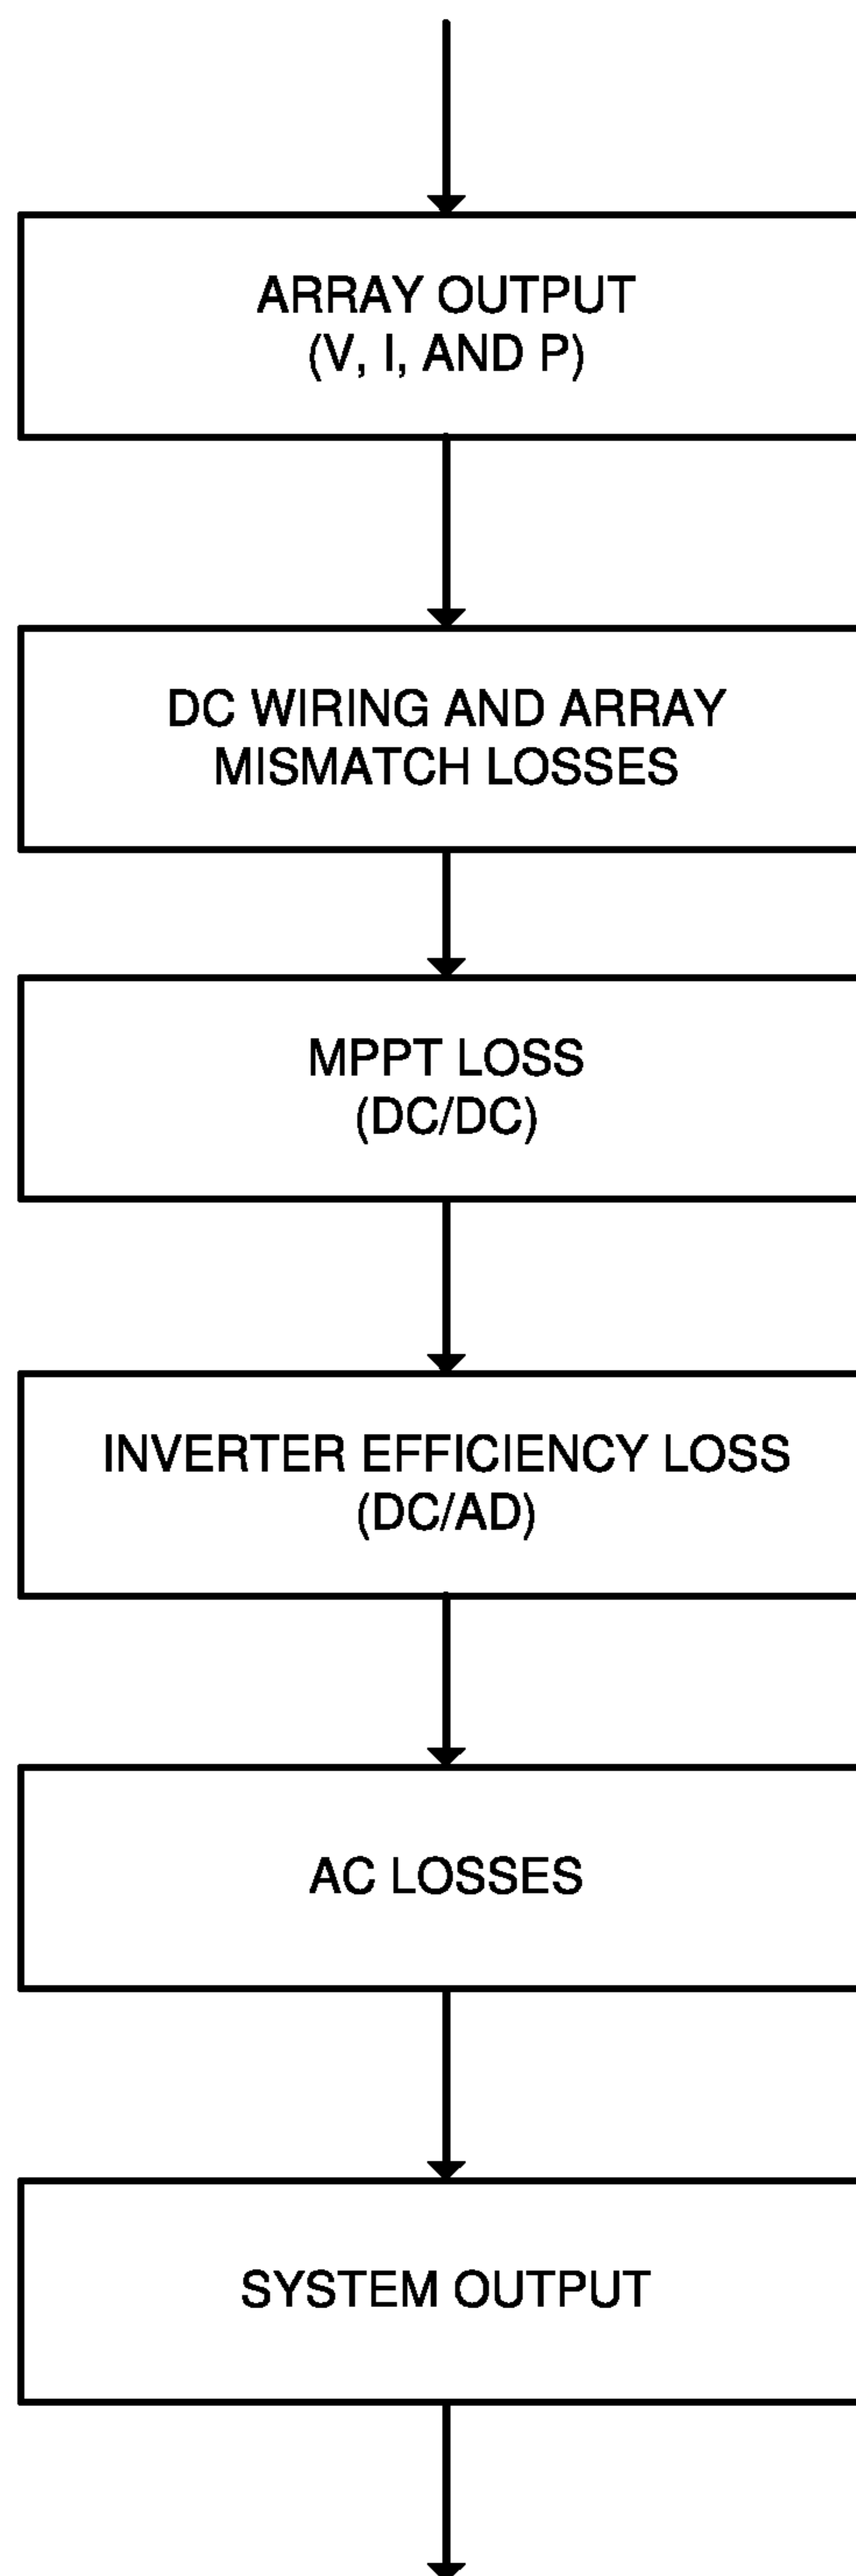 ARRAY OUTPUT
(V, I, AND P)
DC WIRING AND ARRAY
MISMATCH LOSSES
MPPT LOSS
(DC/DC)
INVERTER EFFICIENCY LOSS
(DC/AD)
AC LOSSES
SYSTEM OUTPUT